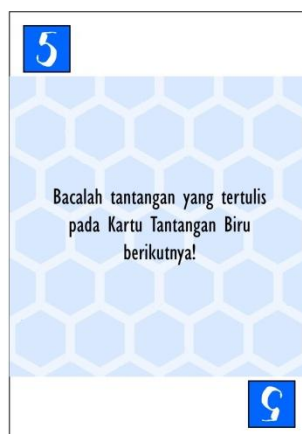 5
Bacalah tantangan yang tertulis
pada Kartu Tantangan Biru
berikutnya!
5